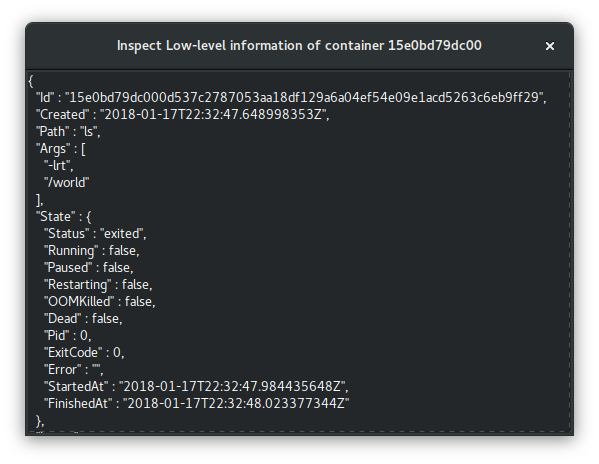 Inspect Low-level information of container 15e0bd79dc00
{
"Id" : "15e0bd79dc000d537c2787053aa18df129a6a04ef54e09e1acd5263c6eb9ff29",
"Created" : "2018-01-17T22:32:47.648998353Z",
"Path" : "ls",
"Args" : [
"-lrt",
"/world"
],
"State" : {
"Status" : "exited",
"Running" : false,
"Paused" : false,
"Restarting" : false,
"OOMKilled" : false,
"Dead" : false,
"Pid" : 0,
"ExitCode" : 0,
"Error" : "",
"StartedAt" : "2018-01-17T22:32:47.984435648Z",
"FinishedAt" : "2018-01-17T22:32:48.023377344Z"
},